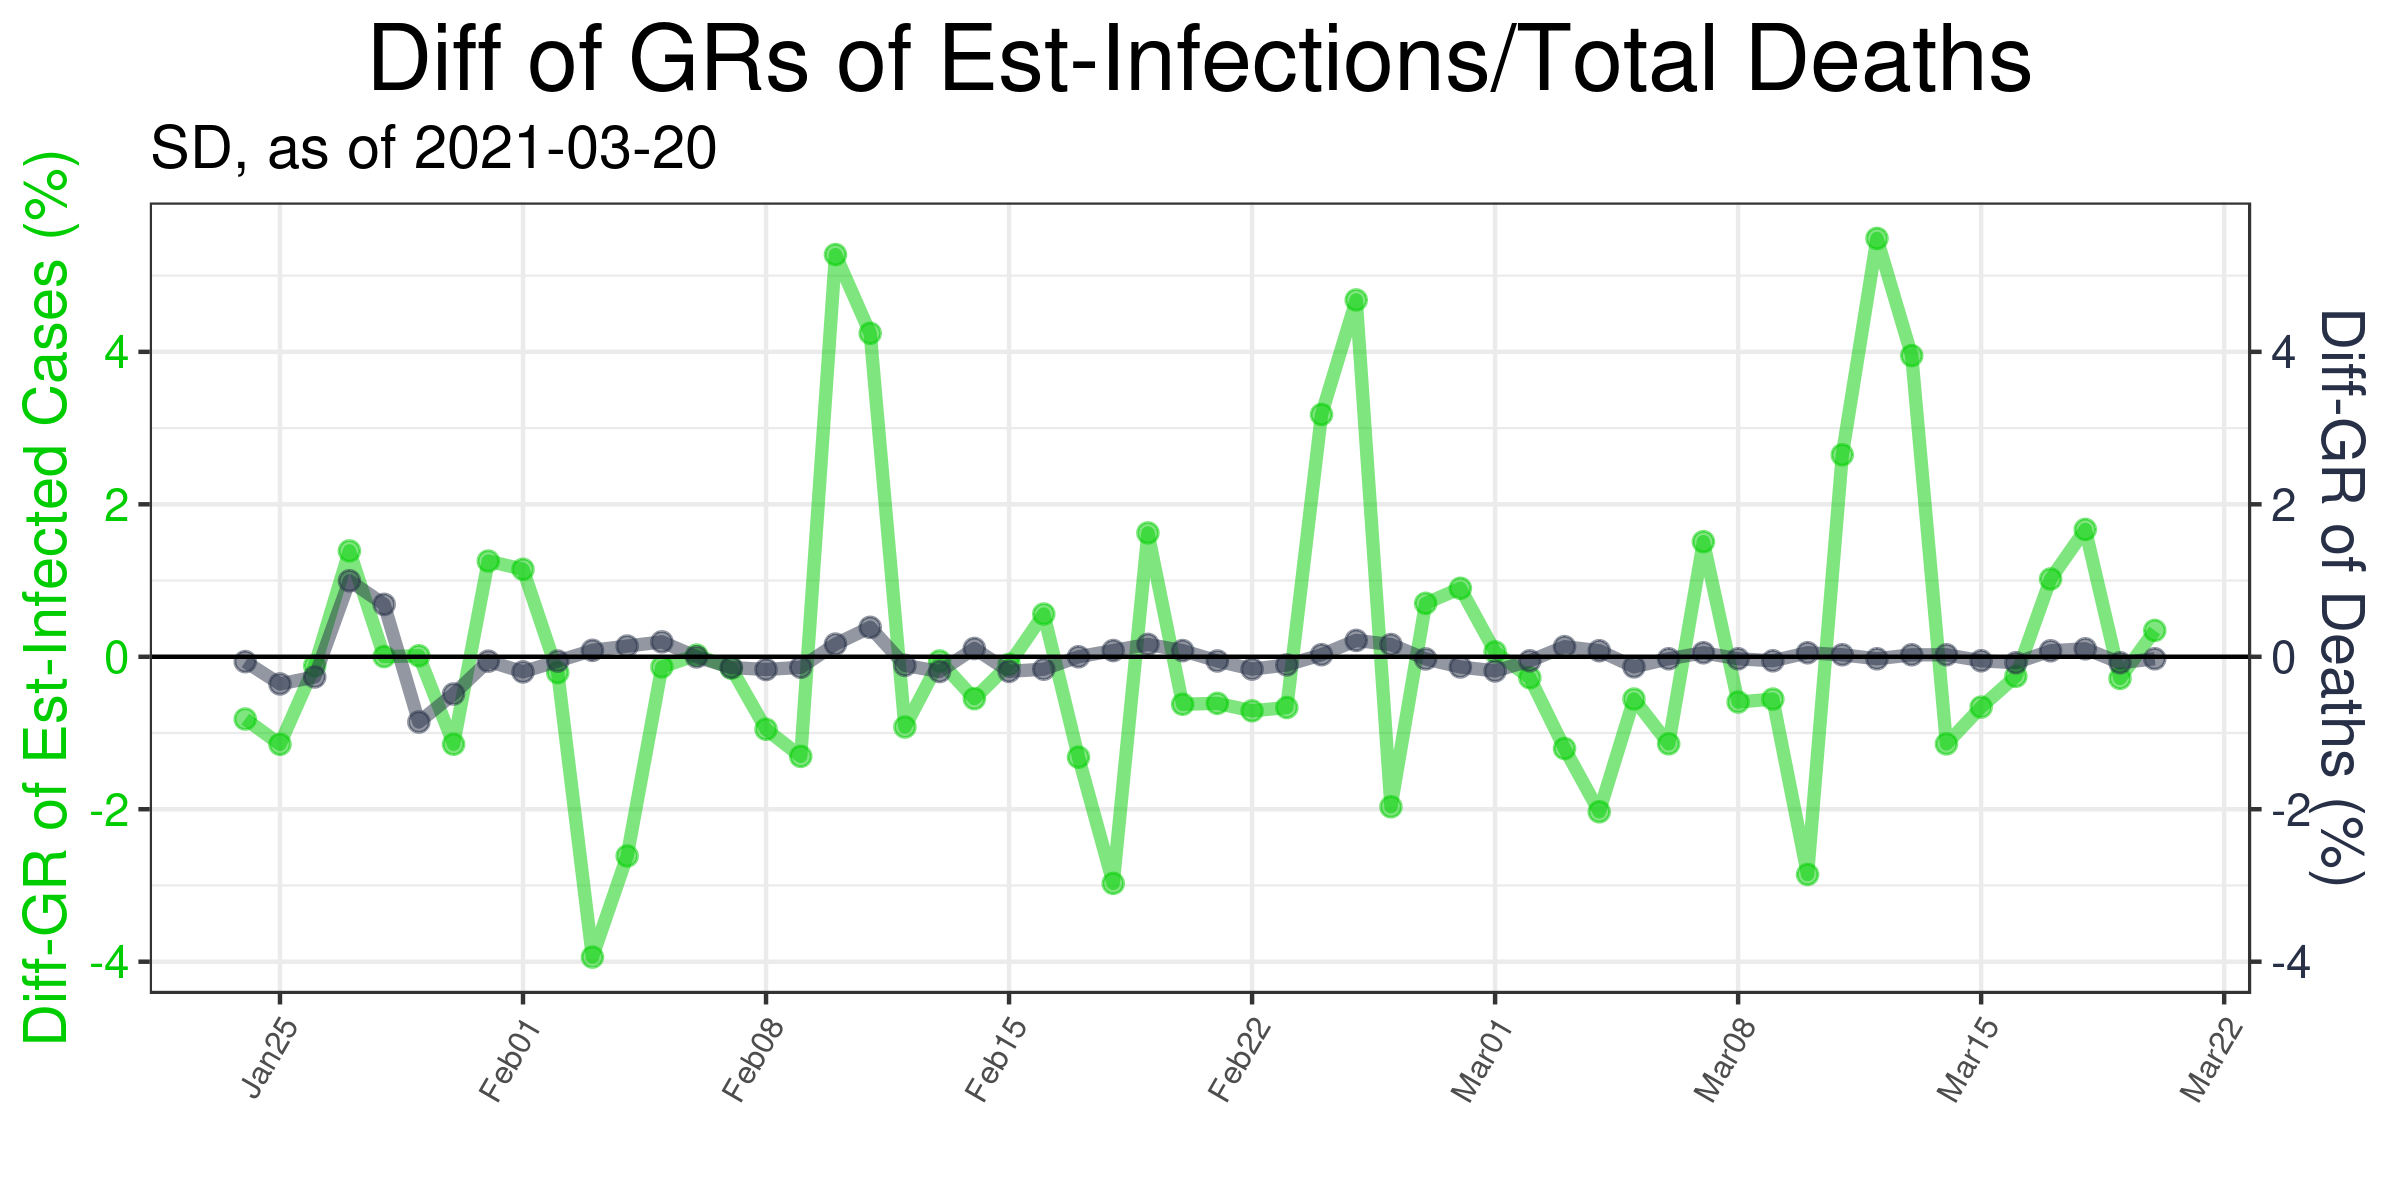 Diff of GRs of Est-Infections/Total Deaths
SD, as of 2021-03-20
Diff-GR of Est-Infected Cases (%)
4
2
0
-2
-4
4
2
0
-2
-4
Diff-GR of Deaths (%)
Jan25
Feb01
Feb08
Feb15
Feb22
Mar01
Mar08
Mar15
Mar22